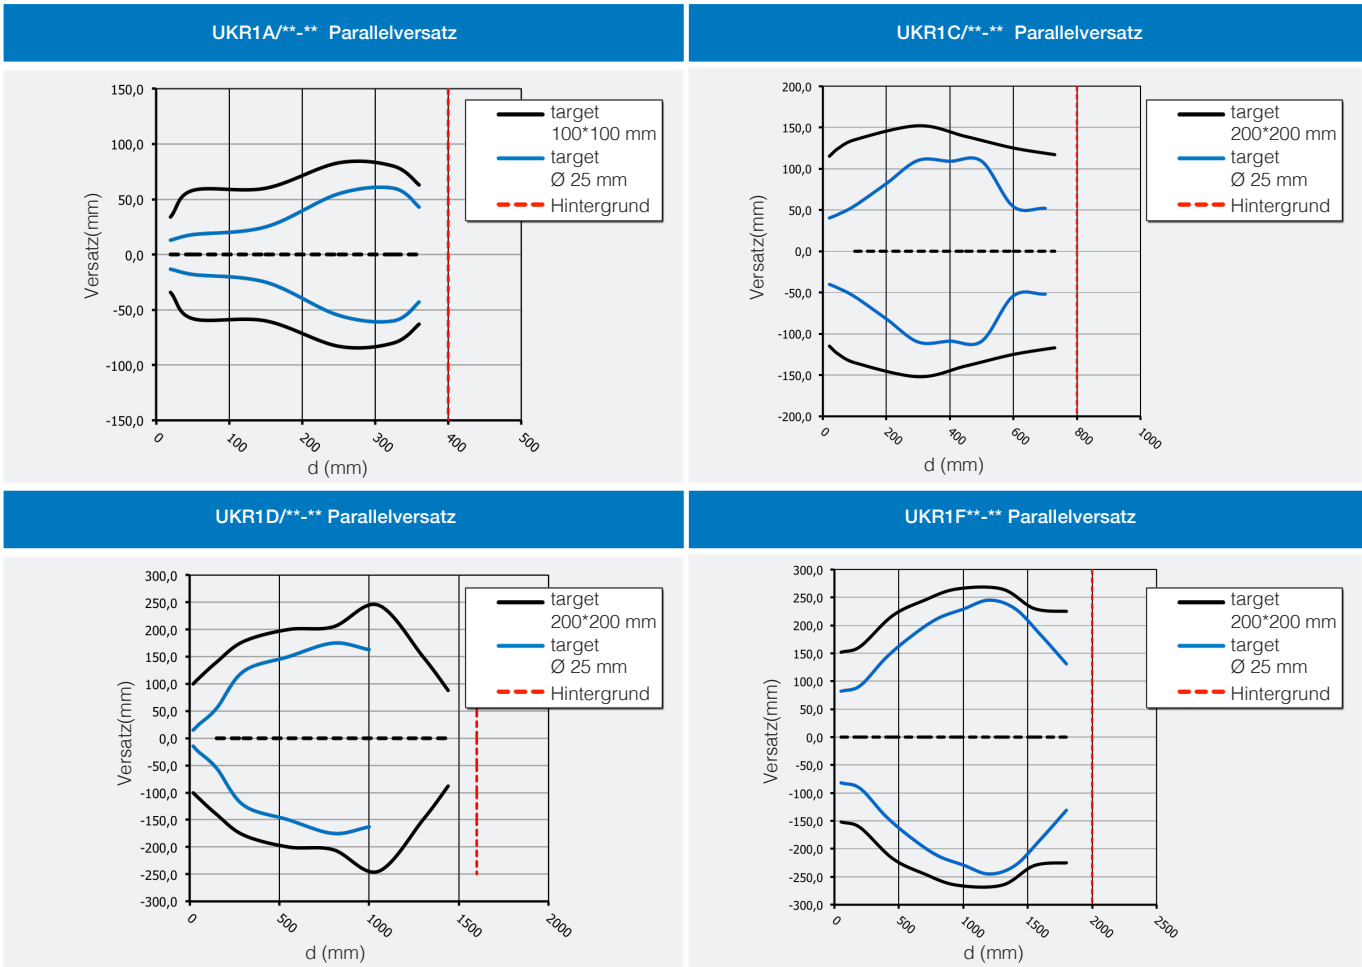 UKR1A/**-** Parallelversatz
150,0
100,0
50,0
0,0
-50,0
-100,0
-150,0
Versatz(mm)
0
100
200
300
400
500
d (mm)
target
100*100 mm
target
Ø 25 mm
Hintergrund
UKR1C/**-** Parallelversatz
200,0
150,0
100,0
50,0
0,0
-50,0
-100,0
-150,0
-200,0
Versatz(mm)
0
200
400
600
800
1000
d (mm)
target
200*200 mm
target
Ø 25 mm
Hintergrund
UKR1D/**-** Parallelversatz
300,0
250,0
200,0
150,0
100,0
50,0
0,0
-50,0
-100,0
-150,0
-200,0
-250,0
-300,0
Versatz(mm)
0
500
1000
1500
2000
d (mm)
target
200*200 mm
target
Ø 25 mm
Hintergrund
UKR1F**-** Parallelversatz
300,0
250,0
200,0
150,0
100,0
50,0
0,0
-50,0
-100,0
-150,0
-200,0
-250,0
-300,0
Versatz(mm)
0
500
1000
1500
2000
2500
d (mm)
target
200*200 mm
target
Ø 25 mm
Hintergrund